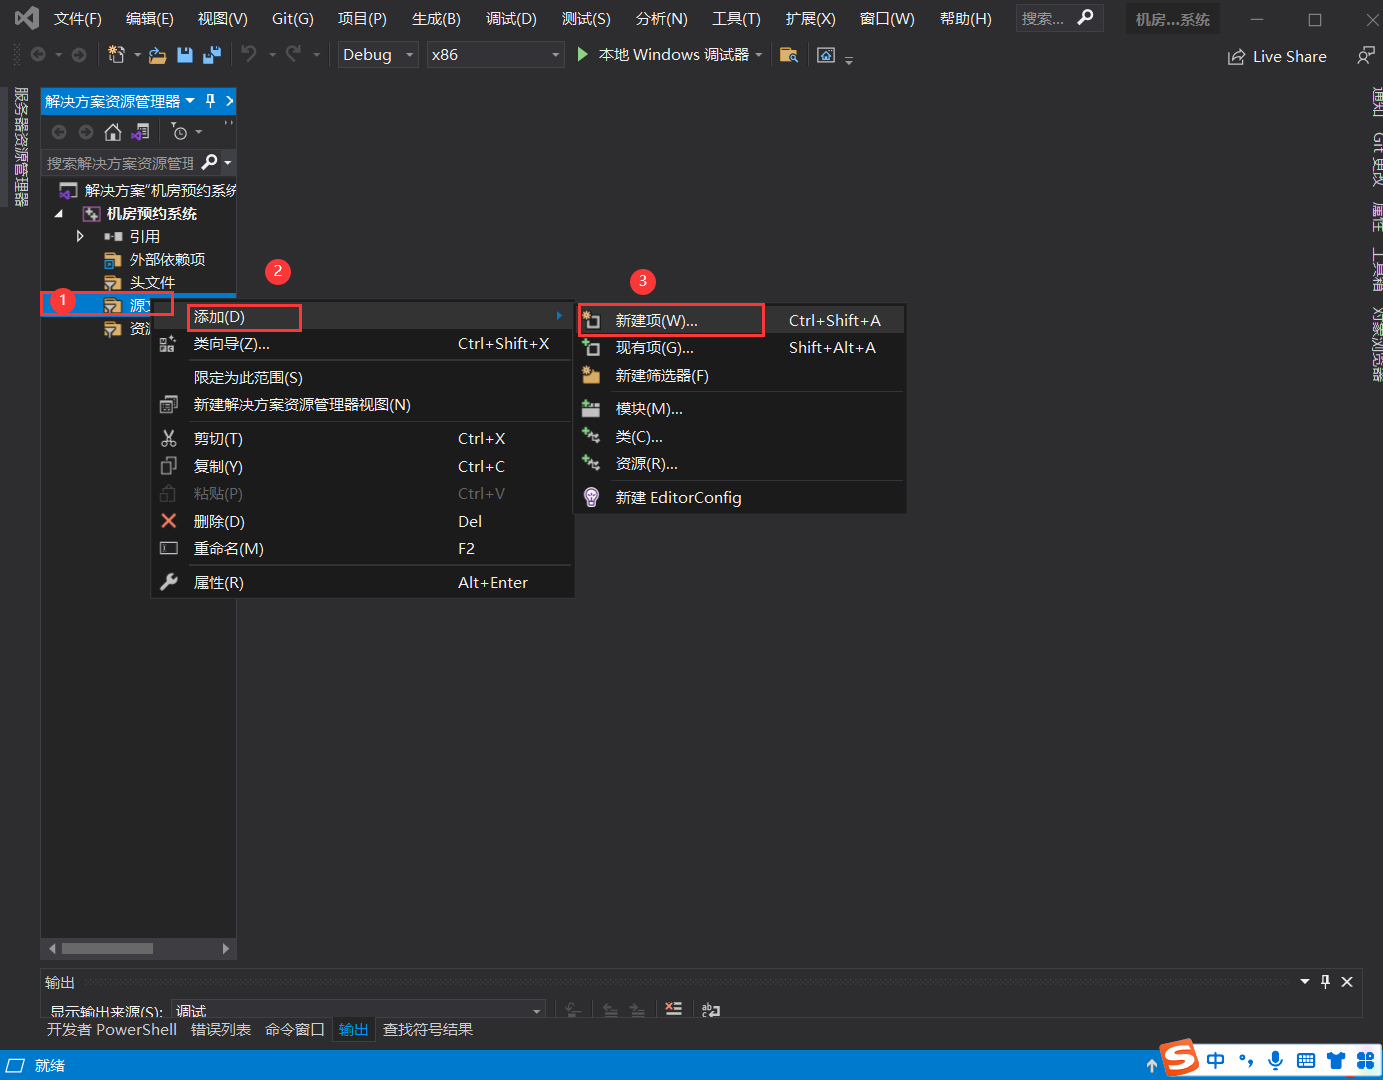 文件(F) 编辑(E) 视图(V) Git(G) 项目(P) 生成(B) 调试(D) 测试(S) 分析(N) 工具(T) 扩展(X) 窗口(W) 帮助(H) 搜索... 机房...系统
Debug x86 本地 Windows 调试器 Live Share
服务器资源管理器
解决方案资源管理器
搜索解决方案资源管理
解决方案"机房预约系统
机房预约系统
引用
外部依赖项
头文件
源文
资源
1
2
3
添加(D)
类向导(Z)... Ctrl+Shift+X
限定为此范围(S)
新建解决方案资源管理器视图(N)
剪切(T) Ctrl+X
复制(Y) Ctrl+C
粘贴(P) Ctrl+V
删除(D) Del
重命名(M) F2
属性(R) Alt+Enter
新建项(W)... Ctrl+Shift+A
现有项(G)... Shift+Alt+A
新建筛选器(F)
模块(M)...
类(C)...
资源(R)...
新建 EditorConfig
通知
Git 更改
属性
工具箱
对象浏览器
输出
显示输出来源(S): 调试
开发者 PowerShell 错误列表 命令窗口 输出 查找符号结果
就绪
S 中